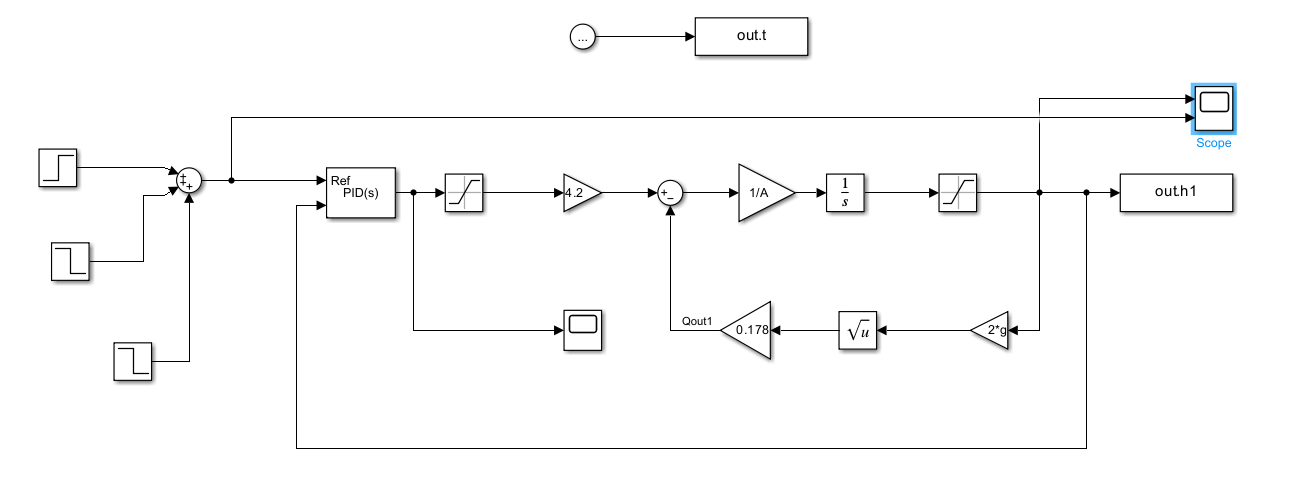 ...
out.t
Scope
Ref
PID(s)
4.2
1/A
1
s
out.h1
Qout1
0.178
√u
2*g